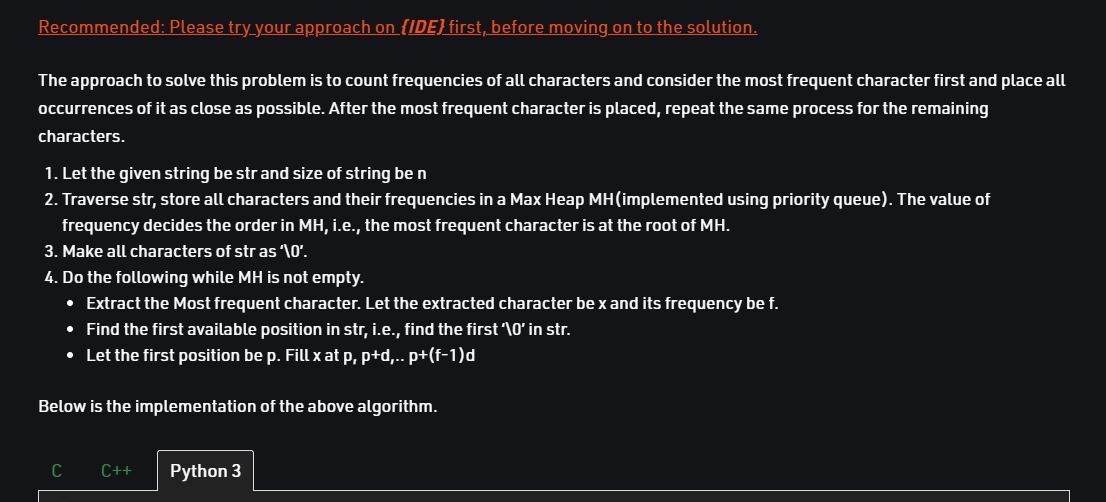 Recommended: Please try your approach on {IDE} first, before moving on to the solution.
The approach to solve this problem is to count frequencies of all characters and consider the most frequent character first and place all
occurrences of it as close as possible. After the most frequent character is placed, repeat the same process for the remaining
characters.
1. Let the given string be str and size of string be n
2. Traverse str, store all characters and their frequencies in a Max Heap MH(implemented using priority queue). The value of
frequency decides the order in MH, i.e., the most frequent character is at the root of MH.
3. Make all characters of str as ‘\0’.
4. Do the following while MH is not empty.
• Extract the Most frequent character. Let the extracted character be x and its frequency be f.
• Find the first available position in str, i.e., find the first ‘\0’ in str.
• Let the first position be p. Fill x at p, p+d,.. p+(f-1)d
Below is the implementation of the above algorithm.
C C++ Python 3